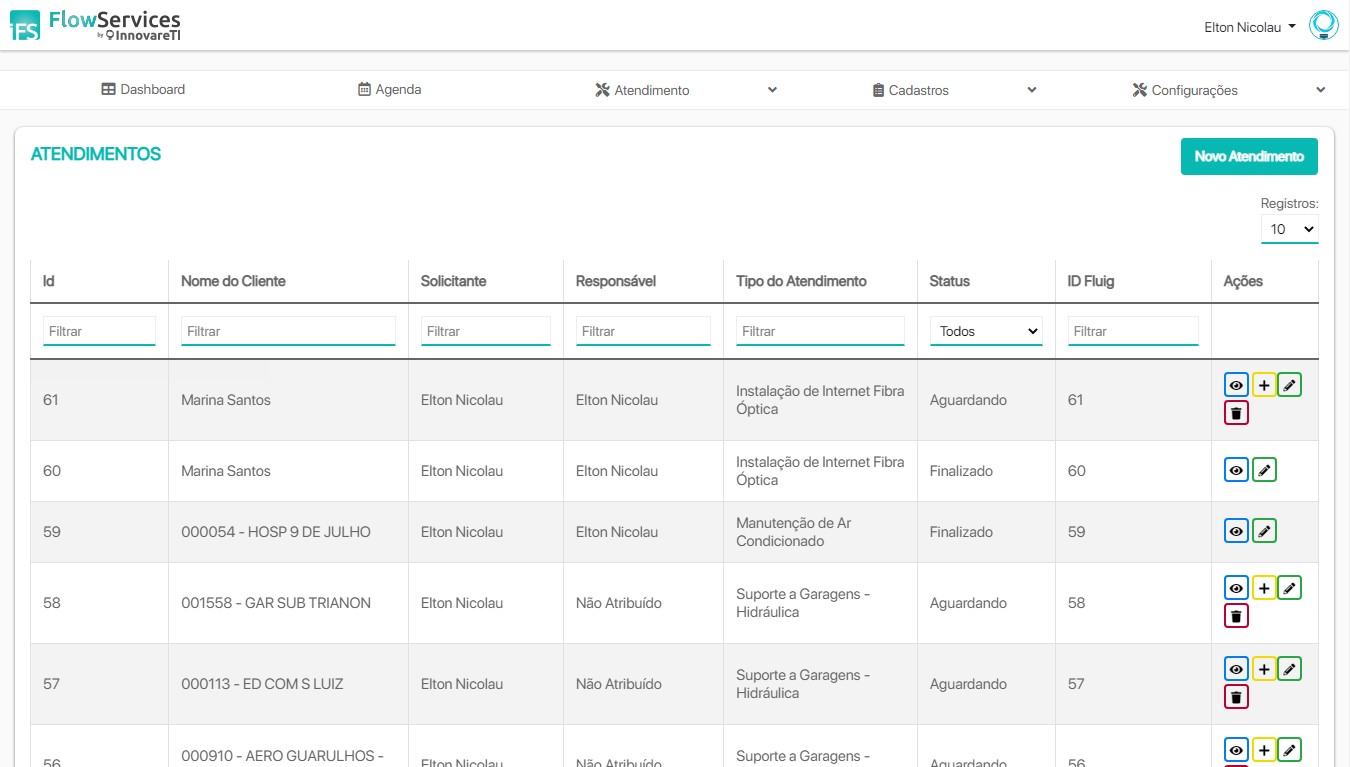 FlowServices
by InnovareTI
Elton Nicolau
Dashboard
Agenda
Atendimento
Cadastros
Configurações
ATENDIMENTOS
Novo Atendimento
Registros:
10
Id Nome do Cliente Solicitante Responsável Tipo do Atendimento Status ID Fluig Ações
Filtrar Filtrar Filtrar Filtrar Filtrar Todos Filtrar
61 Marina Santos Elton Nicolau Elton Nicolau Instalação de Internet Fibra
Óptica Aguardando 61
60 Marina Santos Elton Nicolau Elton Nicolau Instalação de Internet Fibra
Óptica Finalizado 60
59 000054 - HOSP 9 DE JULHO Elton Nicolau Elton Nicolau Manutenção de Ar
Condicionado Finalizado 59
58 001558 - GAR SUB TRIANON Elton Nicolau Não Atribuído Suporte a Garagens -
Hidráulica Aguardando 58
57 000113 - ED COM S LUIZ Elton Nicolau Não Atribuído Suporte a Garagens -
Hidráulica Aguardando 57
56 000910 - AERO GUARULHOS - Elton Nicolau Não Atribuído Suporte a Garagens - Aguardando 56